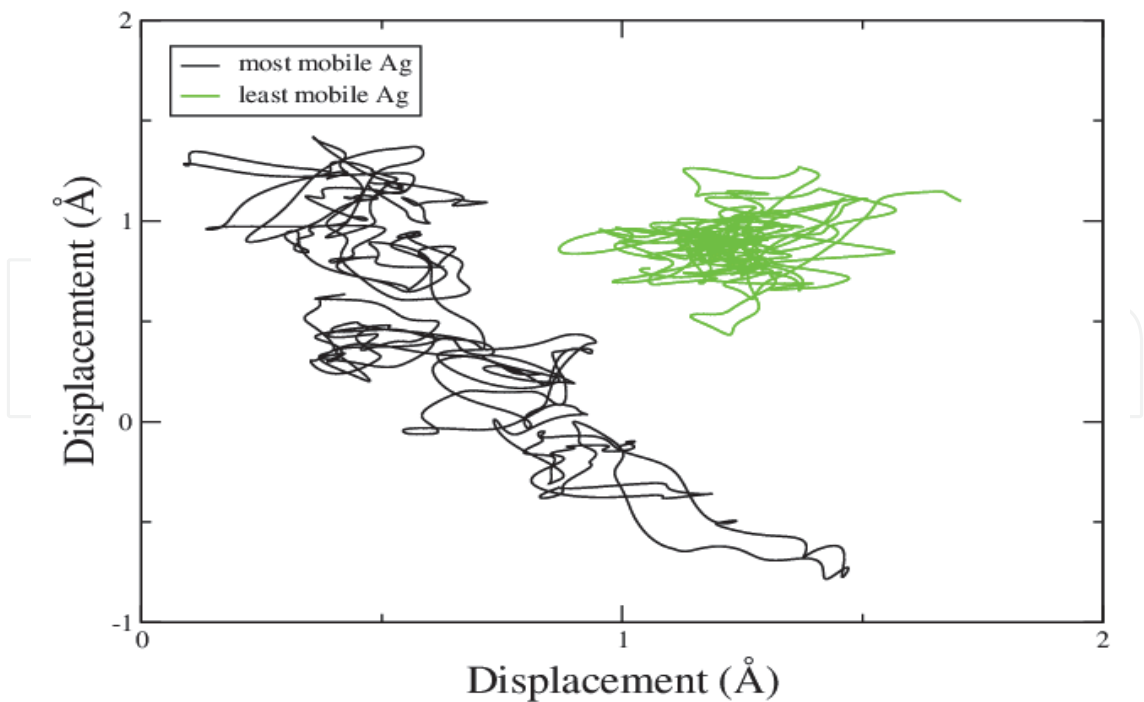 2
most mobile Ag
least mobile Ag
1
Displacemtent (Å)
0
-1
0
1
2
Displacement (Å)